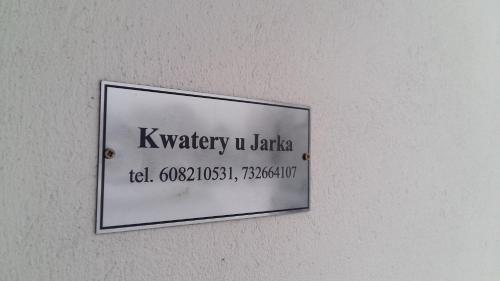 Kwatery u Jarka
tel. 608210531, 732664107